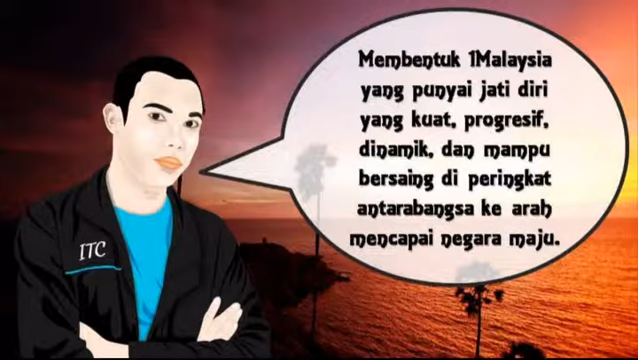 Membentuk 1Malaysia
yang punyai jati diri
yang kuat, progresif,
dinamik, dan mampu
bersaing di peringkat
antarabangsa ke arah
mencapai negara maju.
ITC